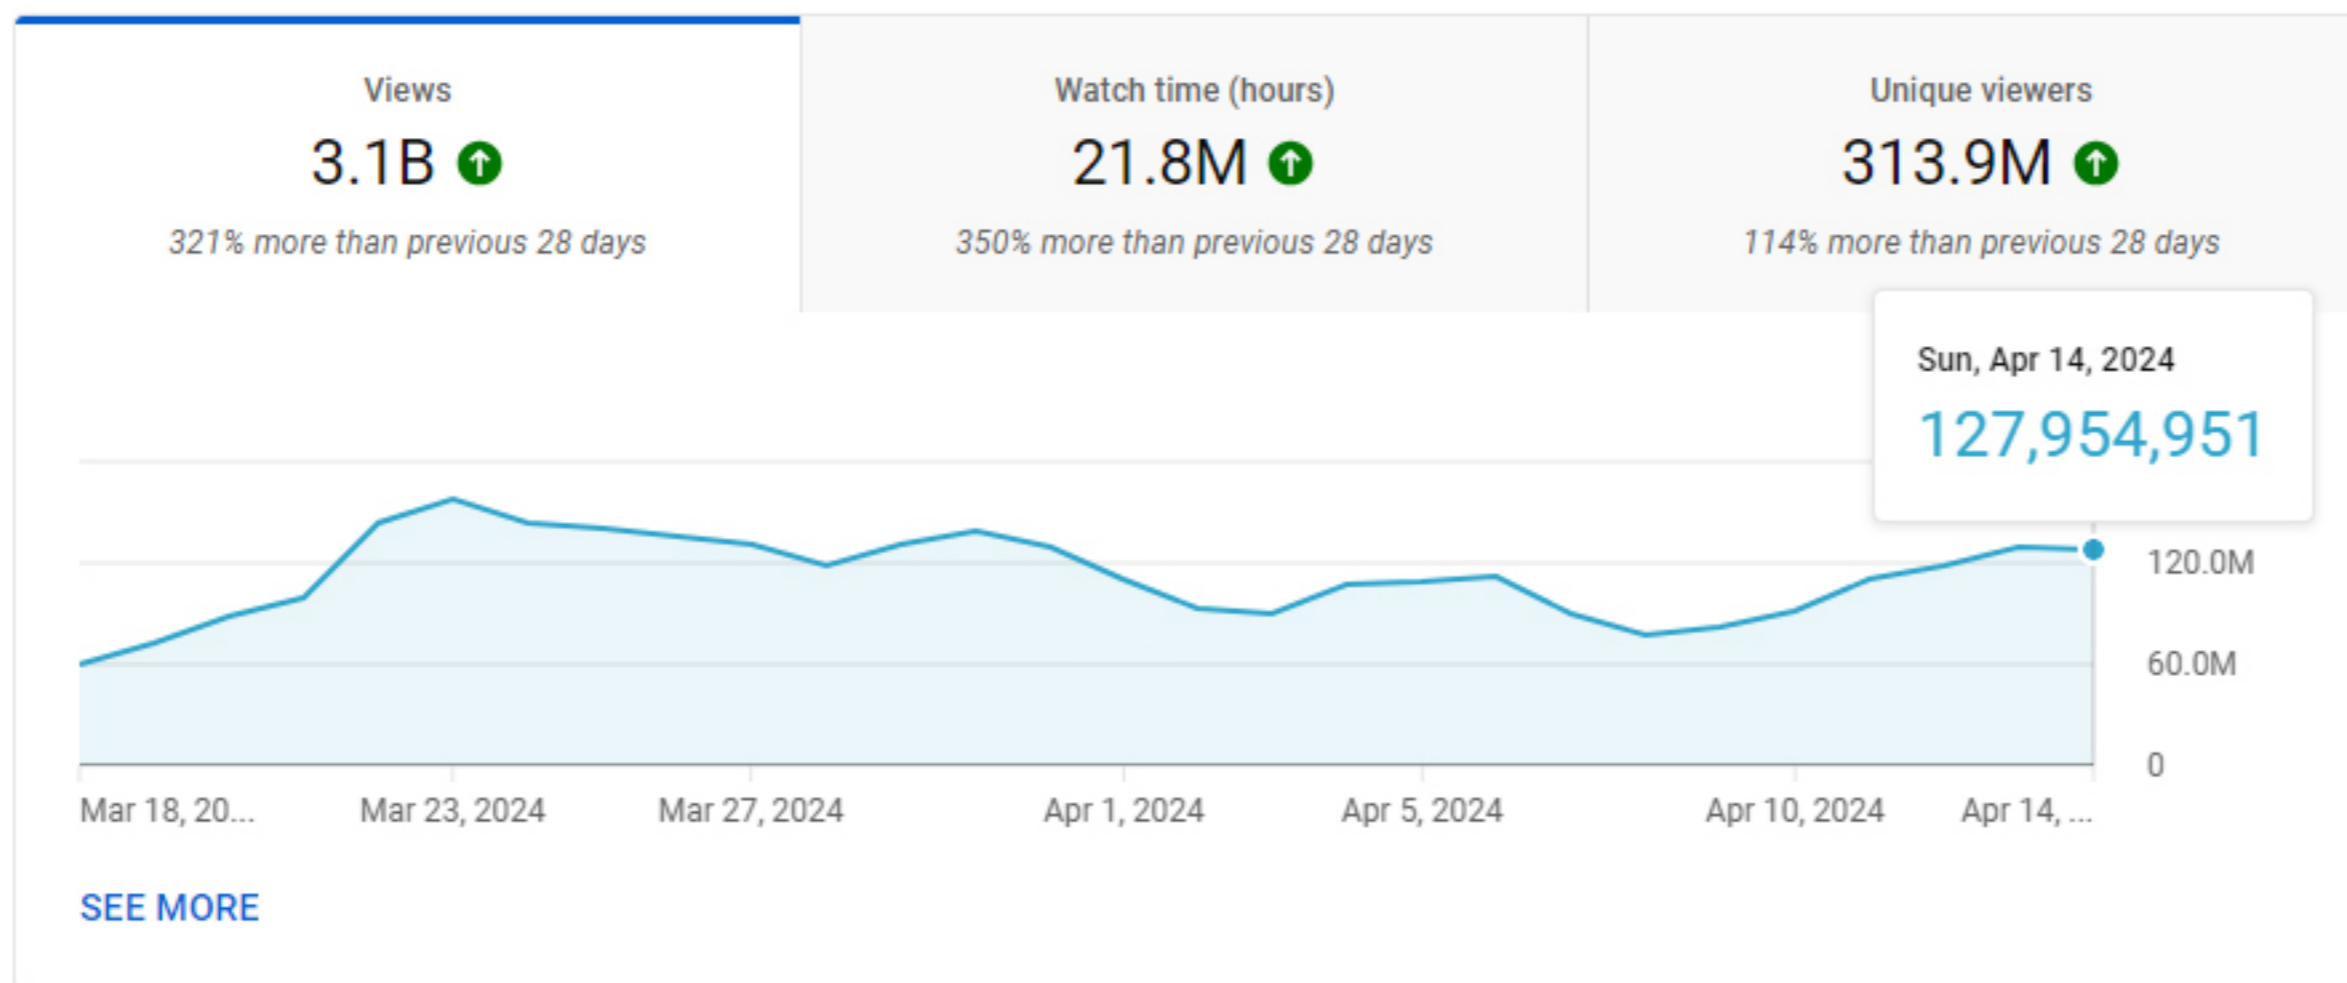 Views
3.1B
321% more than previous 28 days
Watch time (hours)
21.8M
350% more than previous 28 days
Unique viewers
313.9M
114% more than previous 28 days
Sun, Apr 14, 2024
127,954,951
120.0M
60.0M
0
Mar 18, 20...
Mar 23, 2024
Mar 27, 2024
Apr 1, 2024
Apr 5, 2024
Apr 10, 2024
Apr 14, ...
SEE MORE